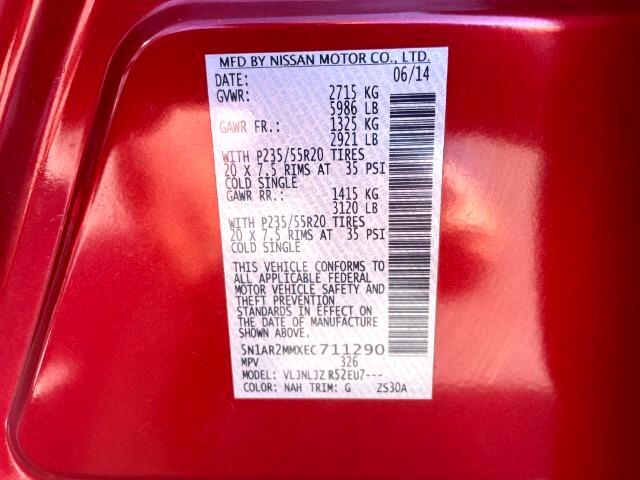 MFD BY NISSAN MOTOR CO., LTD.
DATE: 06/14
GVWR: 2715 KG
5986 LB
GAWR FR.: 1325 KG
2921 LB
WITH P235/55R20 TIRES
20 X 7.5 RIMS AT 35 PSI
COLD SINGLE
GAWR RR.: 1415 KG
3120 LB
WITH P235/55R20 TIRES
20 X 7.5 RIMS AT 35 PSI
COLD SINGLE
THIS VEHICLE CONFORMS TO
ALL APPLICABLE FEDERAL
MOTOR VEHICLE SAFETY AND
THEFT PREVENTION
STANDARDS IN EFFECT ON
THE DATE OF MANUFACTURE
SHOWN ABOVE.
5N1AR2MMXEC711290
MPV 326
MODEL: VLJNLJZ R52EU7---
COLOR: NAH TRIM: G ZS30A